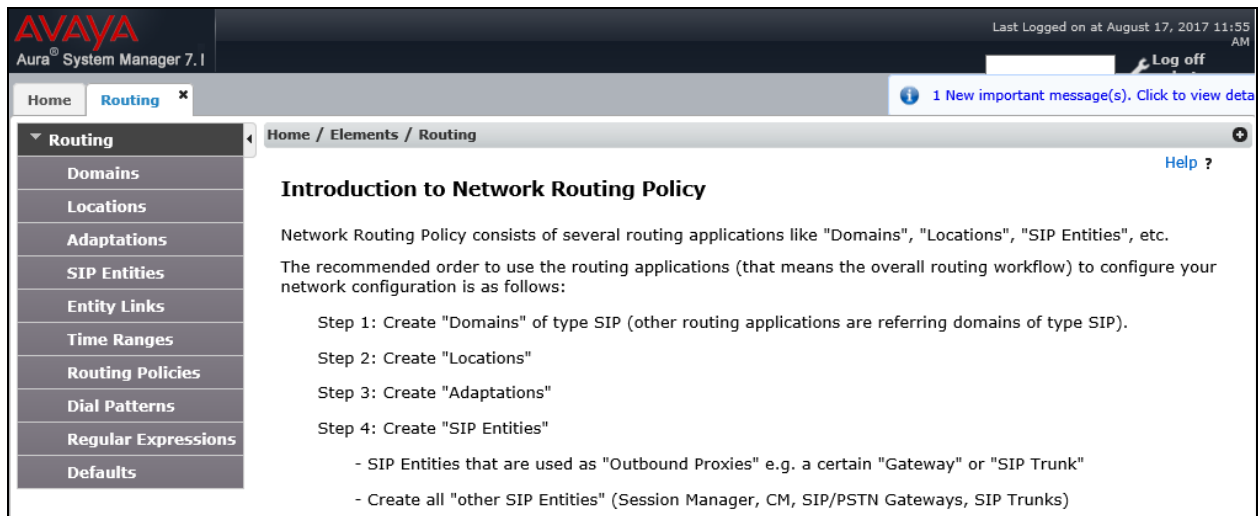 AVAYA
Aura® System Manager 7.1
Last Logged on at August 17, 2017 11:55
AM
Log off
Home
Routing ×
1 New important message(s). Click to view deta
Routing
Domains
Locations
Adaptations
SIP Entities
Entity Links
Time Ranges
Routing Policies
Dial Patterns
Regular Expressions
Defaults
Home / Elements / Routing
Help ?
Introduction to Network Routing Policy
Network Routing Policy consists of several routing applications like "Domains", "Locations", "SIP Entities", etc.
The recommended order to use the routing applications (that means the overall routing workflow) to configure your
network configuration is as follows:
Step 1: Create "Domains" of type SIP (other routing applications are referring domains of type SIP).
Step 2: Create "Locations"
Step 3: Create "Adaptations"
Step 4: Create "SIP Entities"
- SIP Entities that are used as "Outbound Proxies" e.g. a certain "Gateway" or "SIP Trunk"
- Create all "other SIP Entities" (Session Manager, CM, SIP/PSTN Gateways, SIP Trunks)